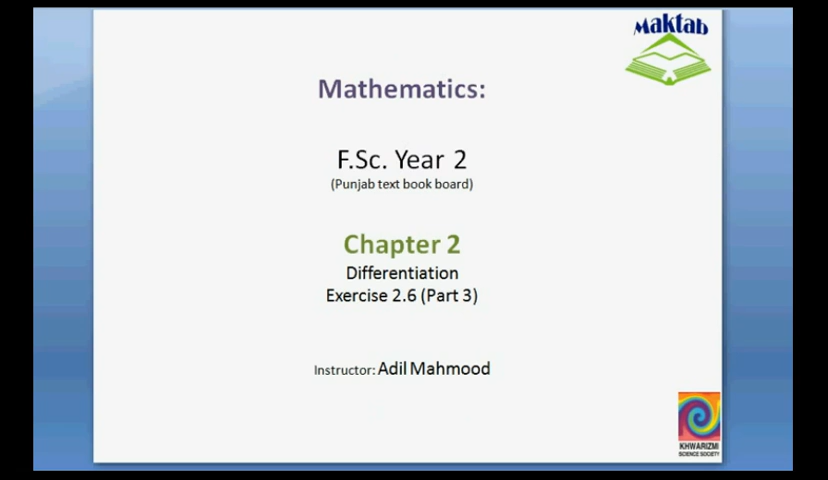 Maktab
Mathematics:
F.Sc. Year 2
(Punjab text book board)
Chapter 2
Differentiation
Exercise 2.6 (Part 3)
Instructor: Adil Mahmood
KHWARIZMI
SCIENCE SOCIETY